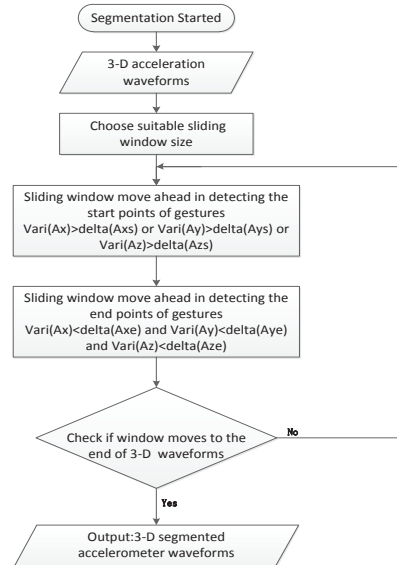 Segmentation Started
3-D acceleration
waveforms
Choose suitable sliding
window size
Sliding window move ahead in detecting the
start points of gestures
Vari(Ax)>delta(Axs) or Vari(Ay)>delta(Ays) or
Vari(Az)>delta(Azs)
Sliding window move ahead in detecting the
end points of gestures
Vari(Ax)<delta(Axe) and Vari(Ay)<delta(Aye)
and Vari(Az)<delta(Aze)
Check if window moves to the
end of 3-D waveforms
No
Yes
Output:3-D segmented
accelerometer waveforms